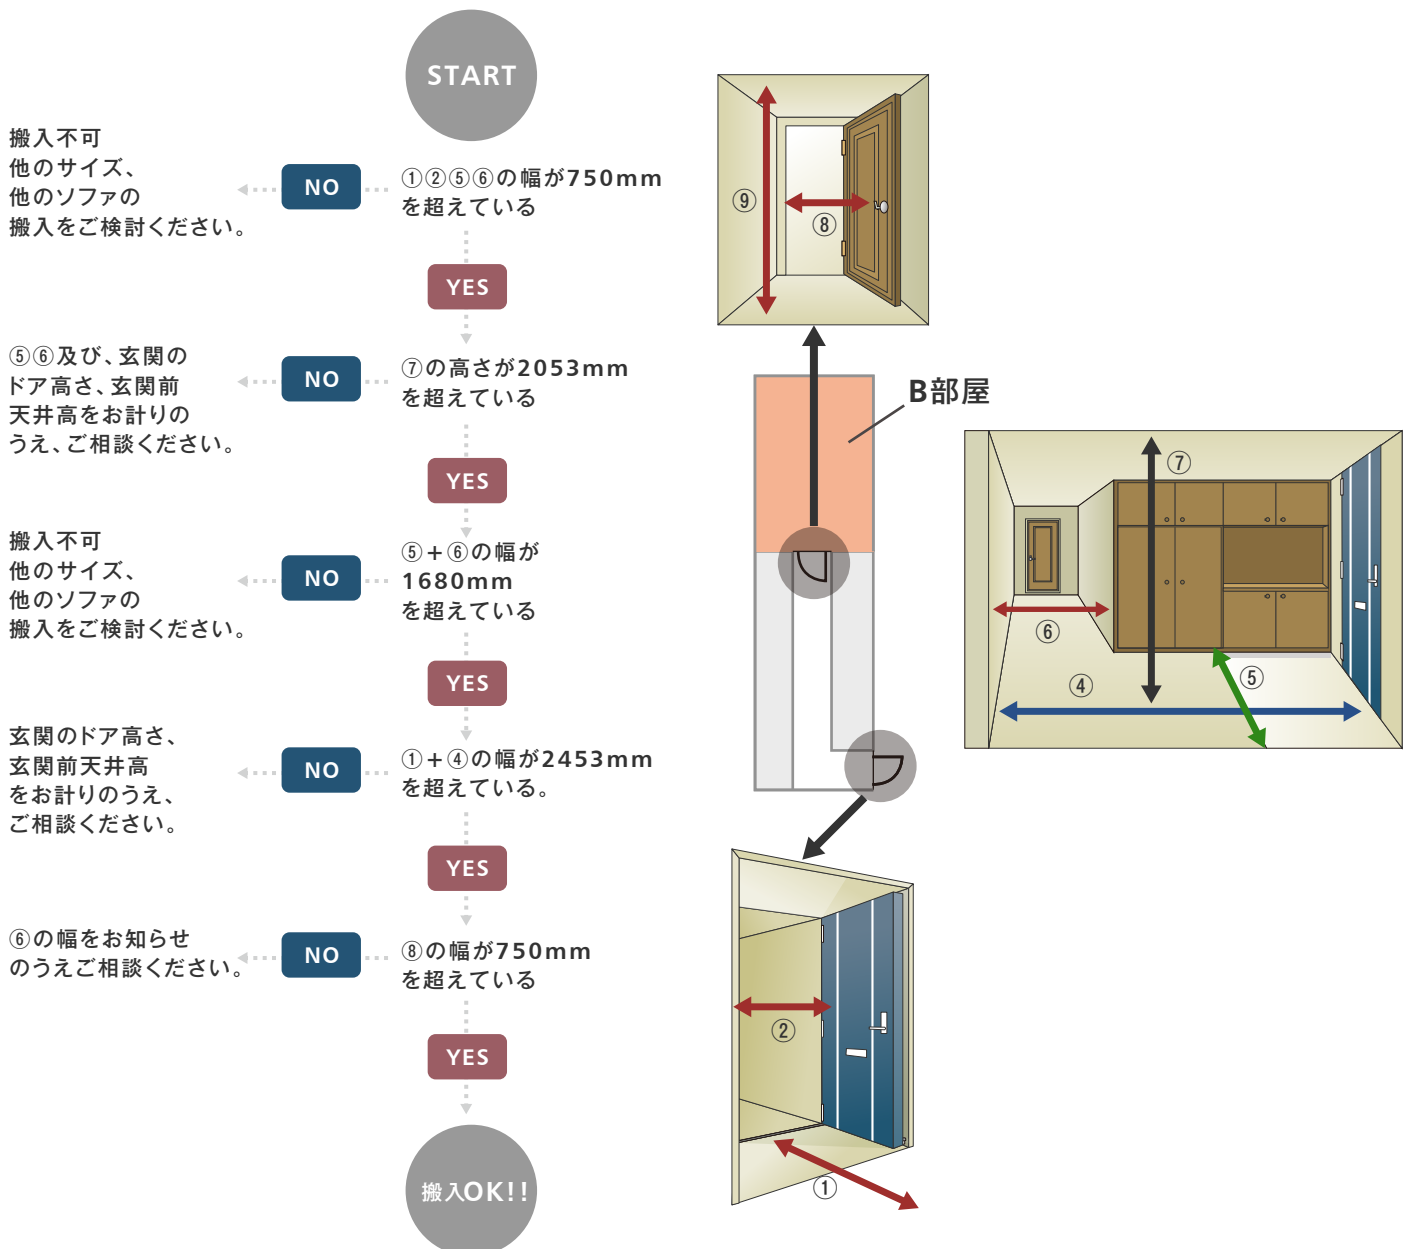 START
搬入不可
他のサイズ、
他のソファの
搬入をご検討ください。
NO
①②⑤⑥の幅が750mm
を超えている
YES
⑤⑥及び、玄関の
ドア高さ、玄関前
天井高をお計りの
うえ、ご相談ください。
NO
⑦の高さが2053mm
を超えている
YES
搬入不可
他のサイズ、
他のソファの
搬入をご検討ください。
NO
⑤+⑥の幅が
1680mm
を超えている
YES
玄関のドア高さ、
玄関前天井高
をお計りのうえ、
ご相談ください。
NO
①+④の幅が2453mm
を超えている。
YES
⑥の幅をお知らせ
のうえご相談ください。
NO
⑧の幅が750mm
を超えている
YES
搬入OK!!
⑨
⑧
B部屋
⑦
⑥
④
⑤
②
①